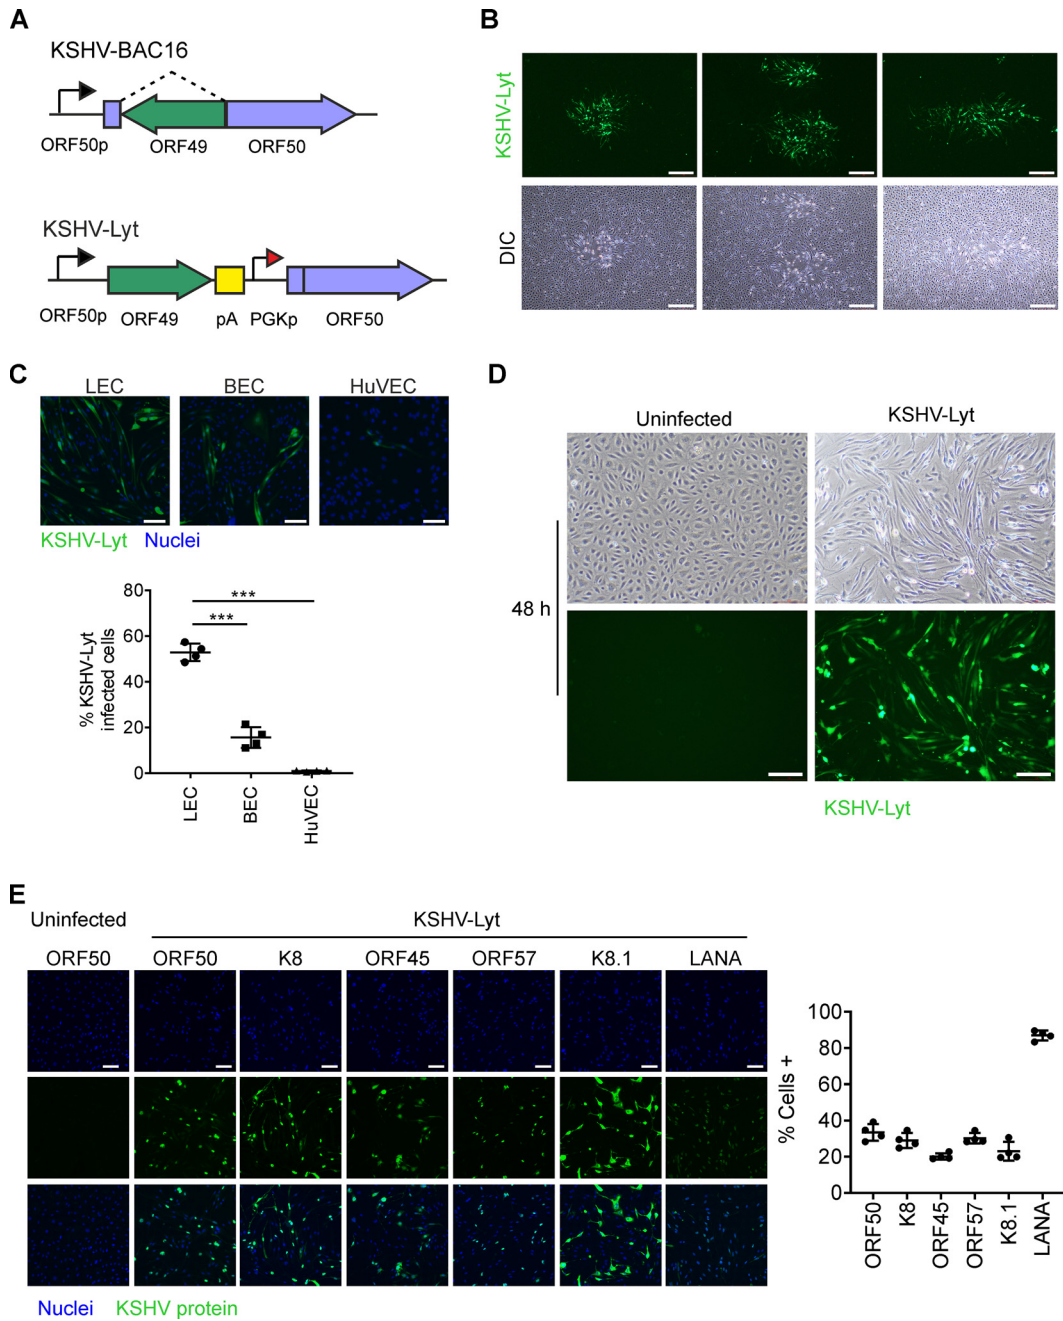 A
KSHV-BAC16
ORF50p ORF49 ORF50
KSHV-Lyt
ORF50p ORF49 pA PGKp ORF50
B
KSHV-Lyt
DIC
C
LEC BEC HuVEC
KSHV-Lyt Nuclei
80
60
40
20
0
% KSHV-Lyt
infected cells
***
***
LEC
BEC
HuVEC
D
Uninfected KSHV-Lyt
48 h
KSHV-Lyt
E
Uninfected KSHV-Lyt
ORF50 ORF50 K8 ORF45 ORF57 K8.1 LANA
Nuclei KSHV protein
100
80
60
40
20
0
% Cells +
ORF50
K8
ORF45
ORF57
K8.1
LANA